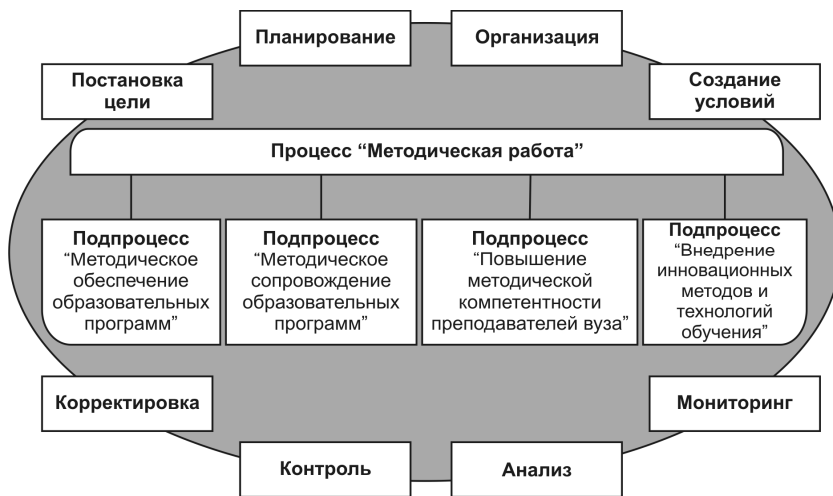 Планирование
Организация
Постановка
цели
Создание
условий
Процесс “Методическая работа”
Подпроцесс
“Методическое
обеспечение
образовательных
программ”
Подпроцесс
“Методическое
сопровождение
образовательных
программ”
Подпроцесс
“Повышение
методической
компетентности
преподавателей вуза”
Подпроцесс
“Внедрение
инновационных
методов и
технологий
обучения”
Корректировка
Мониторинг
Контроль
Анализ